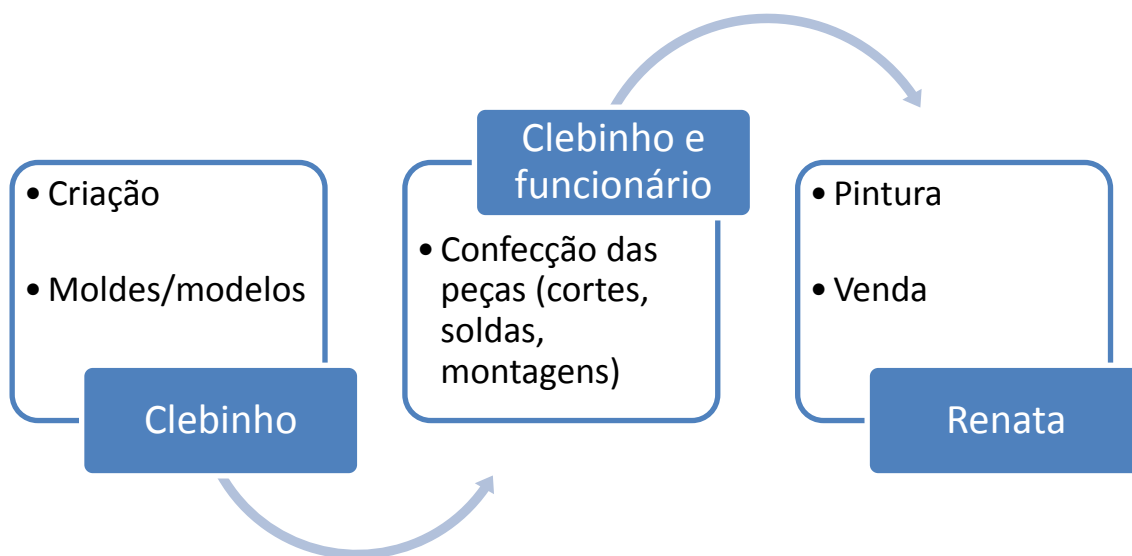 • Criação
• Moldes/modelos
Clebinho
Clebinho e
funcionário
• Confecção das
peças (cortes,
soldas,
montagens)
• Pintura
• Venda
Renata